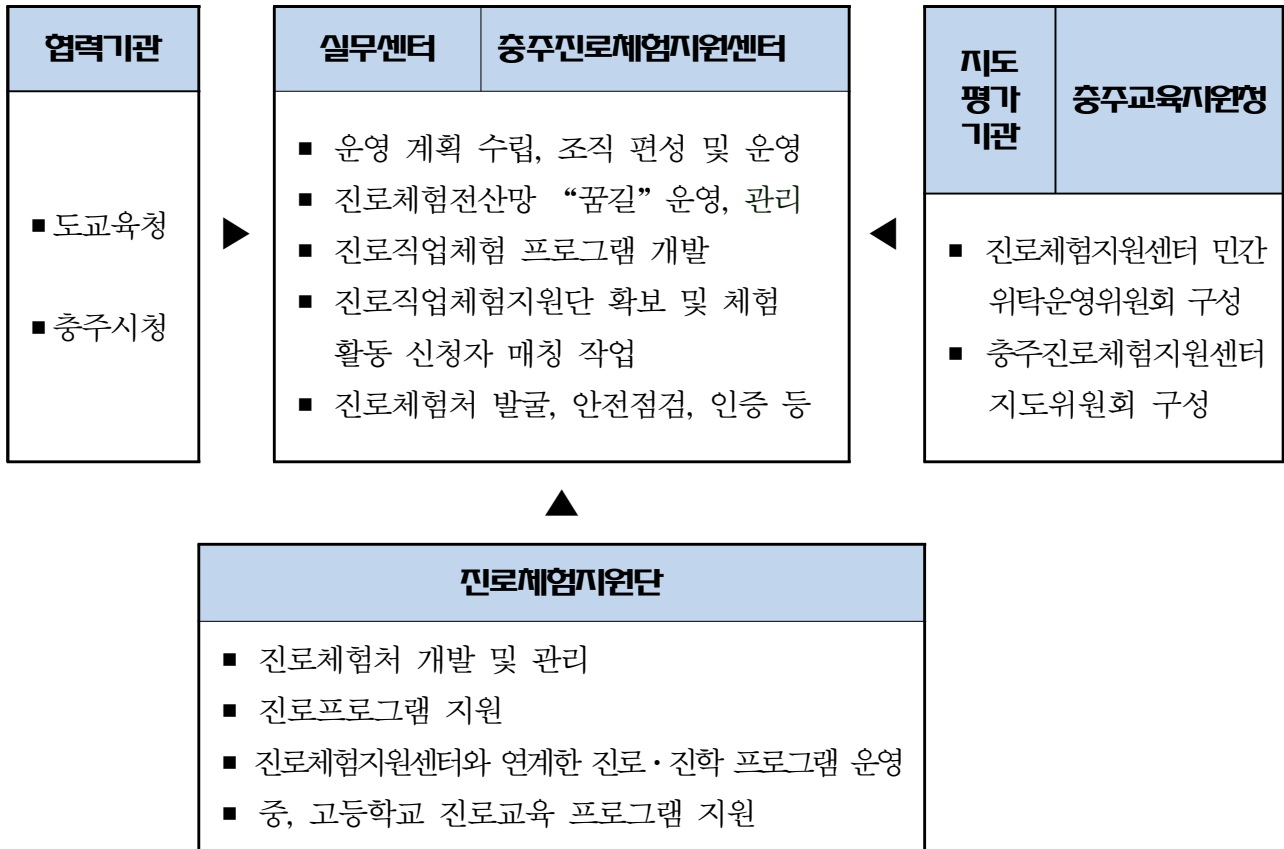 협력기관
■ 도교육청
■ 충주시청
▶
실무센터
충주진로체험지원센터
■ 운영 계획 수립, 조직 편성 및 운영
■ 진로체험전산망 “꿈길” 운영, 관리
■ 진로직업체험 프로그램 개발
■ 진로직업체험지원단 확보 및 체험
활동 신청자 매칭 작업
■ 진로체험처 발굴, 안전점검, 인증 등
◀
지도
평가
기관
충주교육지원청
■ 진로체험지원센터 민간
위탁운영위원회 구성
■ 충주진로체험지원센터
지도위원회 구성
▲
진로체험지원단
■ 진로체험처 개발 및 관리
■ 진로프로그램 지원
■ 진로체험지원센터와 연계한 진로·진학 프로그램 운영
■ 중, 고등학교 진로교육 프로그램 지원